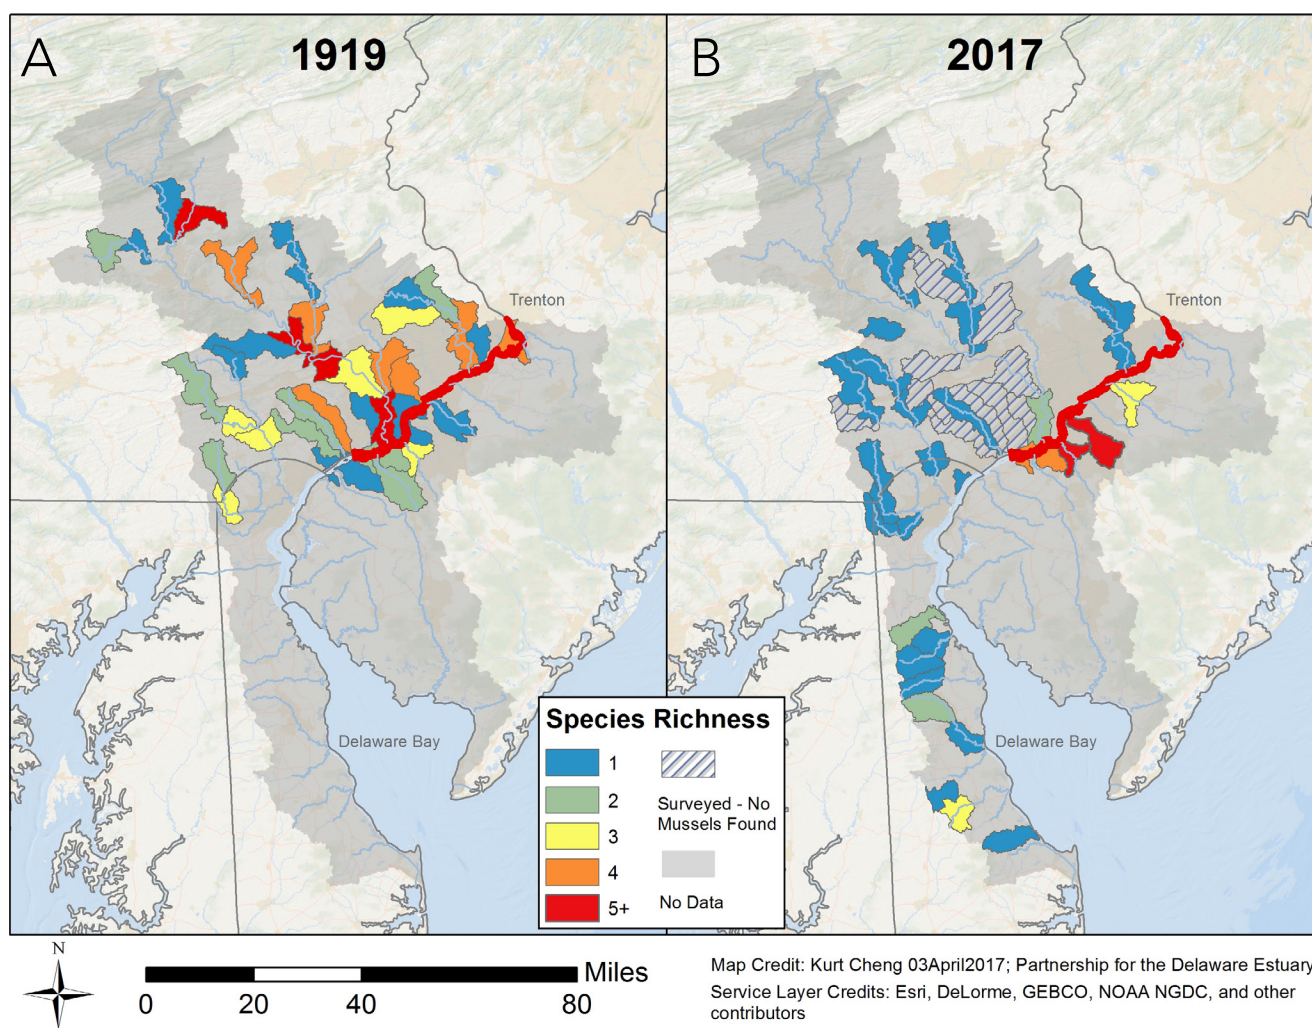 A
1919
B
2017
Trenton
Trenton
Delaware Bay
Delaware Bay
Species Richness
1
2
3
4
5+
Surveyed - No
Mussels Found
No Data
N
Miles
0 20 40 80
Map Credit: Kurt Cheng 03April2017; Partnership for the Delaware Estuary
Service Layer Credits: Esri, DeLorme, GEBCO, NOAA NGDC, and other
contributors